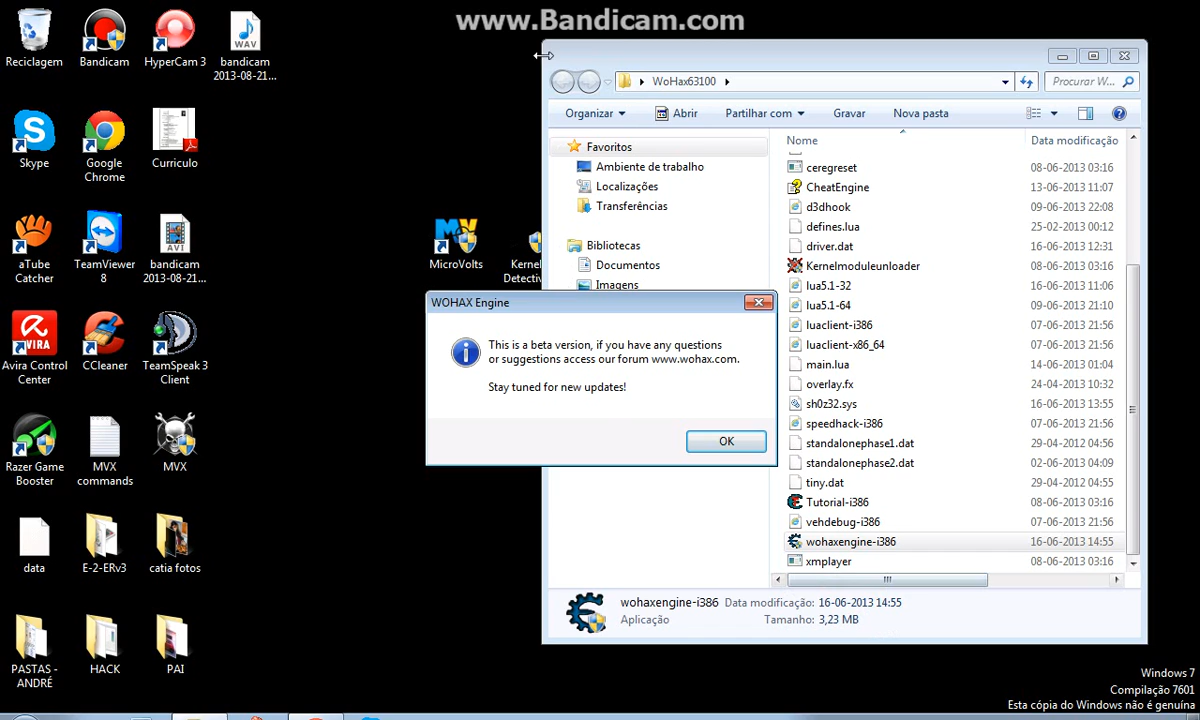 www.Bandicam.com
Reciclagem
Bandicam
HyperCam 3
bandicam
2013-08-21...
Skype
Google
Chrome
Curriculo
aTube
Catcher
TeamViewer
8
bandicam
2013-08-21...
Avira Control
Center
CCleaner
TeamSpeak 3
Client
Razer Game
Booster
MVX
commands
MVX
data
E-2-ERv3
catia fotos
PASTAS -
ANDRÉ
HACK
PAI
MicroVolts
Kernel
Detectiv
WoHax63100
Procurar W...
Organizar
Abrir
Partilhar com
Gravar
Nova pasta
Favoritos
Ambiente de trabalho
Localizações
Transferências
Bibliotecas
Documentos
Imagens
Nome
Data modificação
ceregreset 08-06-2013 03:16
CheatEngine 13-06-2013 11:07
d3dhook 09-06-2013 22:08
defines.lua 25-02-2013 00:12
driver.dat 16-06-2013 12:31
Kernelmoduleunloader 08-06-2013 03:16
lua5.1-32 16-06-2013 11:06
lua5.1-64 09-06-2013 21:10
luaclient-i386 07-06-2013 21:56
luaclient-x86_64 07-06-2013 21:56
main.lua 14-06-2013 01:04
overlay.fx 24-04-2013 10:32
sh0z32.sys 16-06-2013 13:55
speedhack-i386 07-06-2013 21:56
standalonephase1.dat 29-04-2012 04:56
standalonephase2.dat 02-06-2013 04:09
tiny.dat 29-04-2012 04:55
Tutorial-i386 08-06-2013 03:16
vehdebug-i386 07-06-2013 21:56
wohaxengine-i386 16-06-2013 14:55
xmplayer 08-06-2013 03:16
WOHAX Engine
This is a beta version, if you have any questions
or suggestions access our forum www.wohax.com.
Stay tuned for new updates!
OK
wohaxengine-i386 Data modificação: 16-06-2013 14:55
Aplicação Tamanho: 3,23 MB
Windows 7
Compilação 7601
Esta cópia do Windows não é genuína